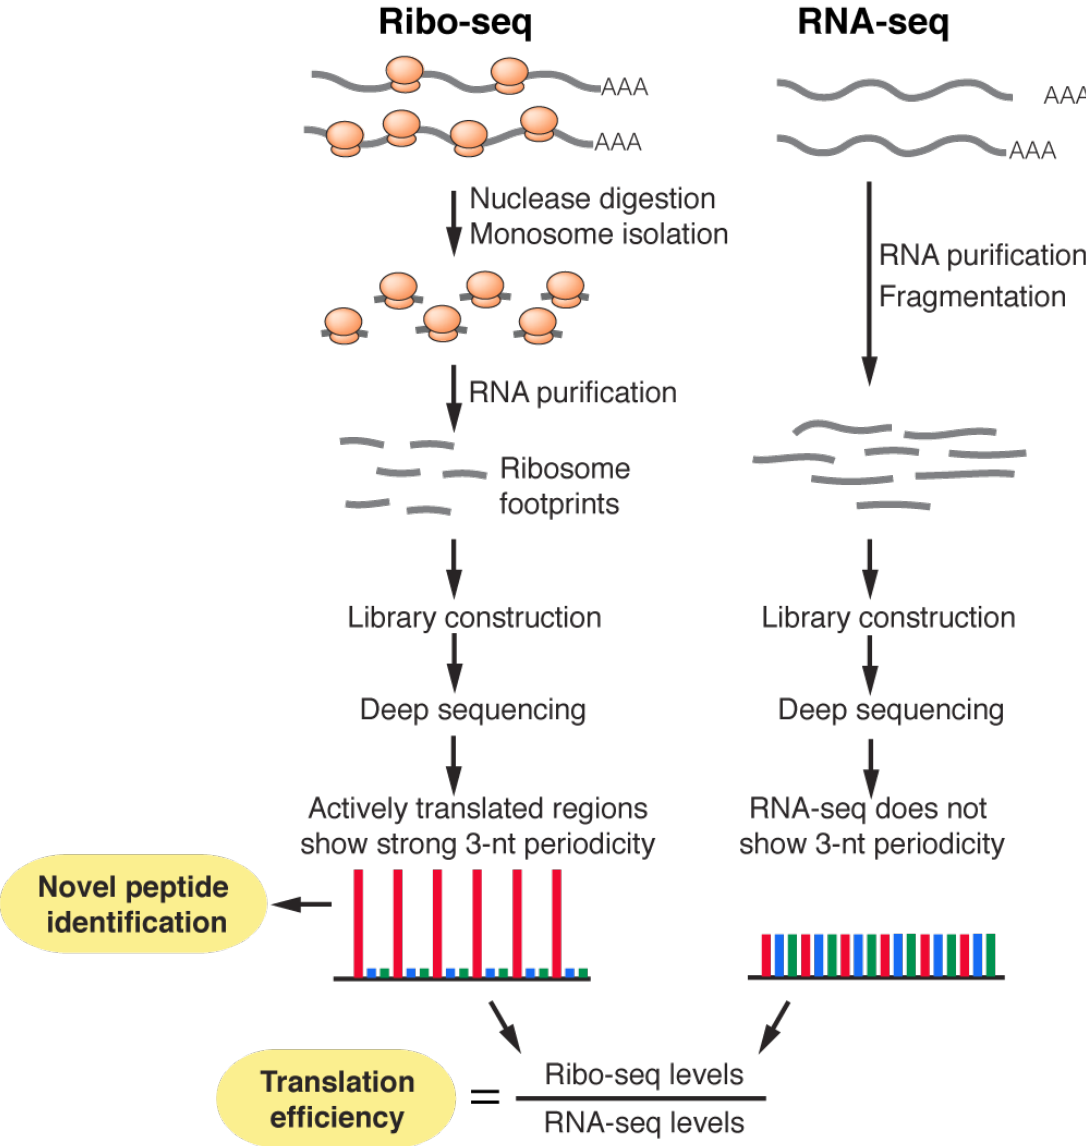 Ribo-seq
RNA-seq
AAA
AAA
AAA
AAA
Nuclease digestion
Monosome isolation
RNA purification
Fragmentation
RNA purification
Ribosome
footprints
Library construction
Library construction
Deep sequencing
Deep sequencing
Actively translated regions
show strong 3-nt periodicity
RNA-seq does not
show 3-nt periodicity
Novel peptide
identification
Translation
efficiency
=
Ribo-seq levels
RNA-seq levels